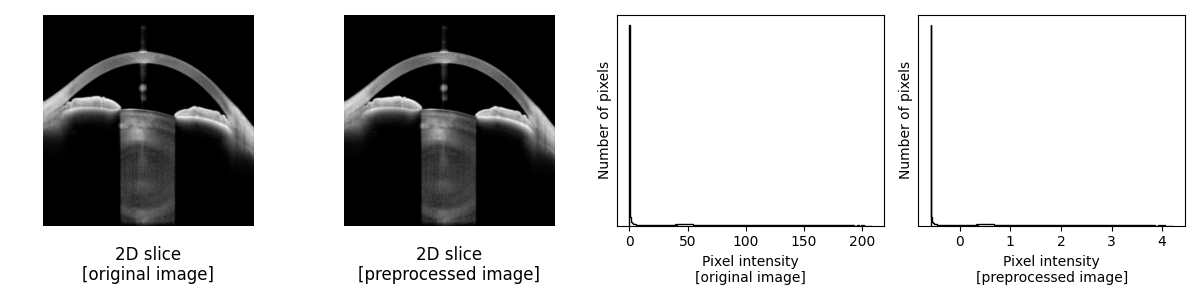 2D slice
[original image]
2D slice
[preprocessed image]
Number of pixels
0 50 100 150 200
Pixel intensity
[original image]
Number of pixels
0 1 2 3 4
Pixel intensity
[preprocessed image]